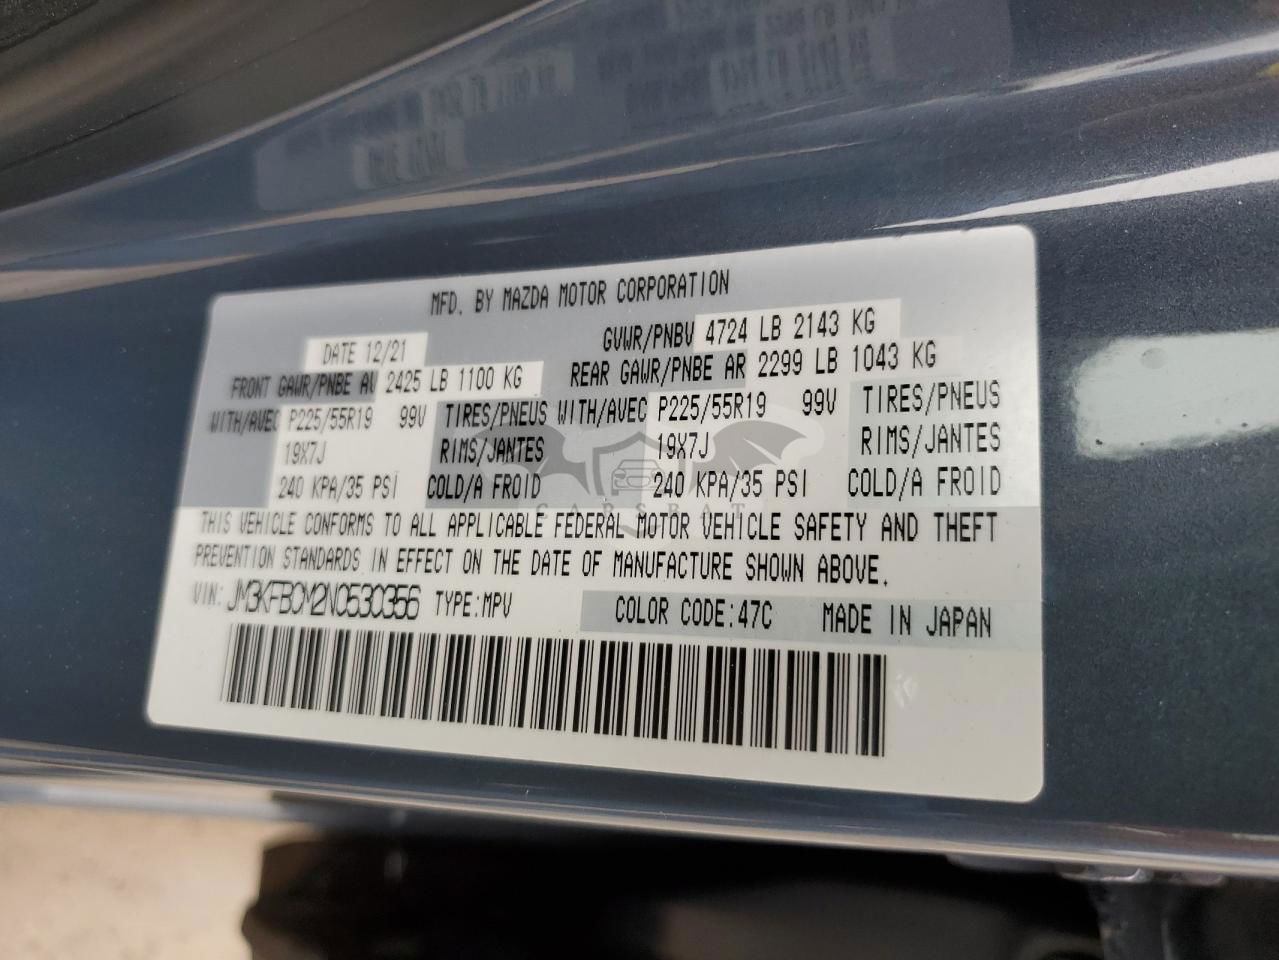 MFD. BY MAZDA MOTOR CORPORATION
DATE 12/21 GVWR/PNBV 4724 LB 2143 KG
FRONT GAWR/PNBE AV 2425 LB 1100 KG REAR GAWR/PNBE AR 2299 LB 1043 KG
WITH/AVEC P225/55R19 99V TIRES/PNEUS WITH/AVEC P225/55R19 99V TIRES/PNEUS
19X7J RIMS/JANTES 19X7J RIMS/JANTES
240 KPA/35 PSI COLD/A FROID 240 KPA/35 PSI COLD/A FROID
CARSBAT
THIS VEHICLE CONFORMS TO ALL APPLICABLE FEDERAL MOTOR VEHICLE SAFETY AND THEFT
PREVENTION STANDARDS IN EFFECT ON THE DATE OF MANUFACTURE SHOWN ABOVE.
VIN: JM3KFBCM2N0530356 TYPE:MPV COLOR CODE:47C MADE IN JAPAN